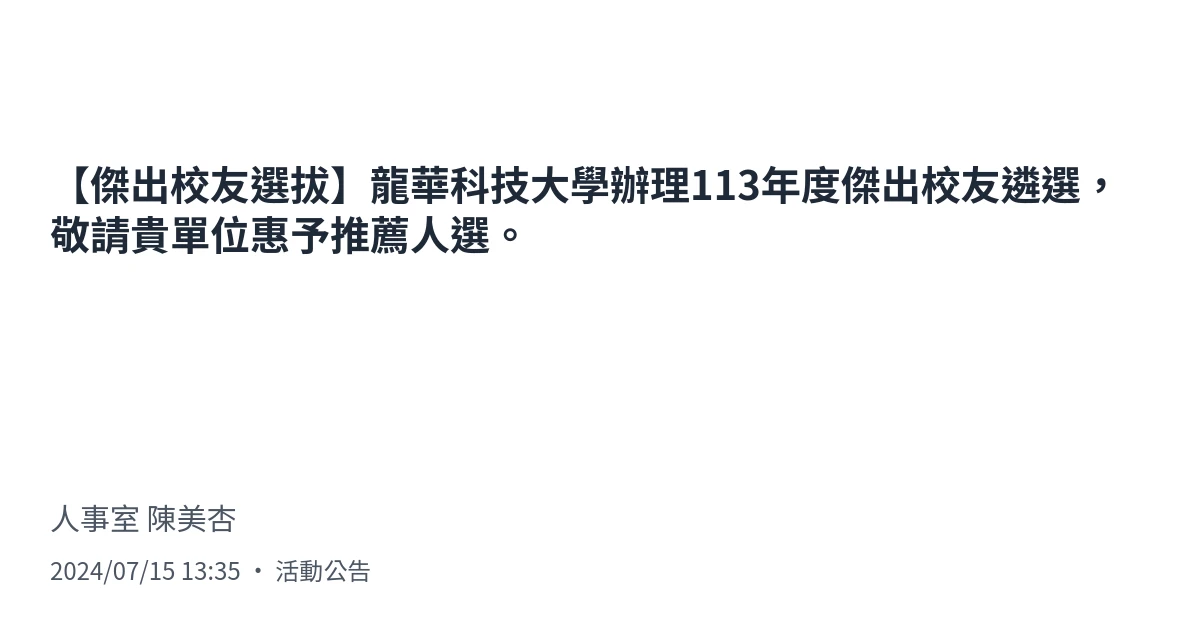 【傑出校友選拔】龍華科技大學辦理113年度傑出校友遴選，
敬請貴單位惠予推薦人選。
人事室 陳美杏
2024/07/15 13:35 • 活動公告